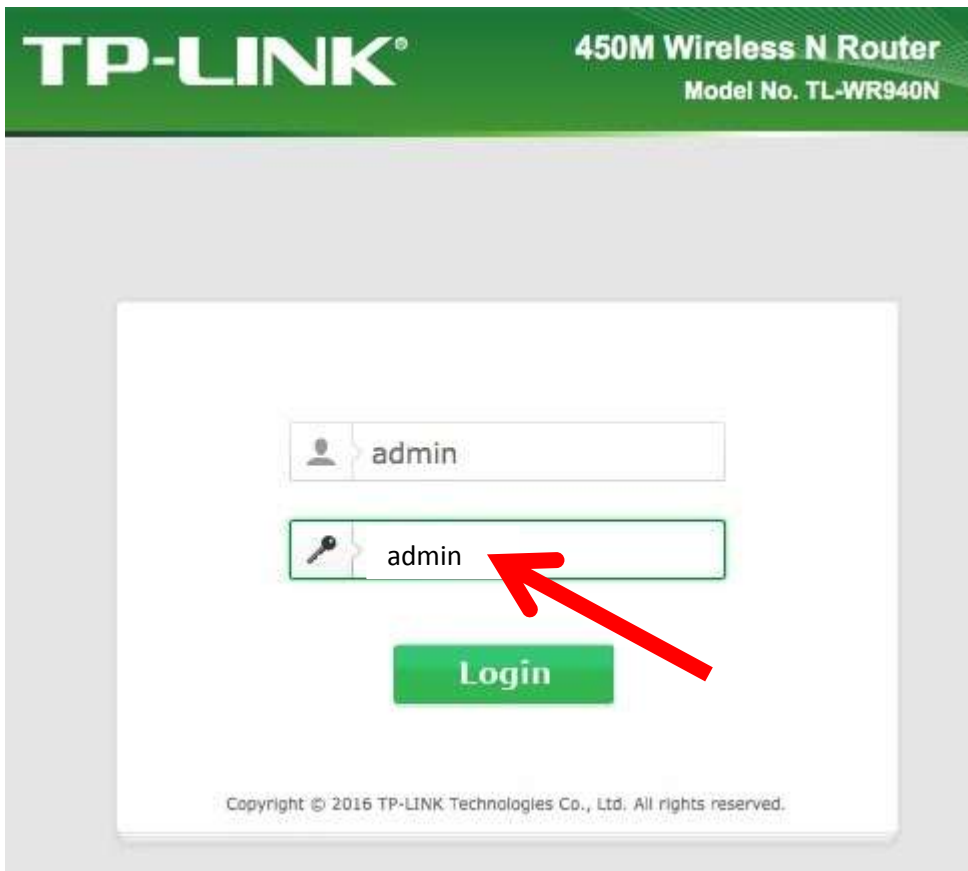 TP-LINK®
450M Wireless N Router
Model No. TL-WR940N
admin
admin
Login
Copyright © 2016 TP-LINK Technologies Co., Ltd. All rights reserved.